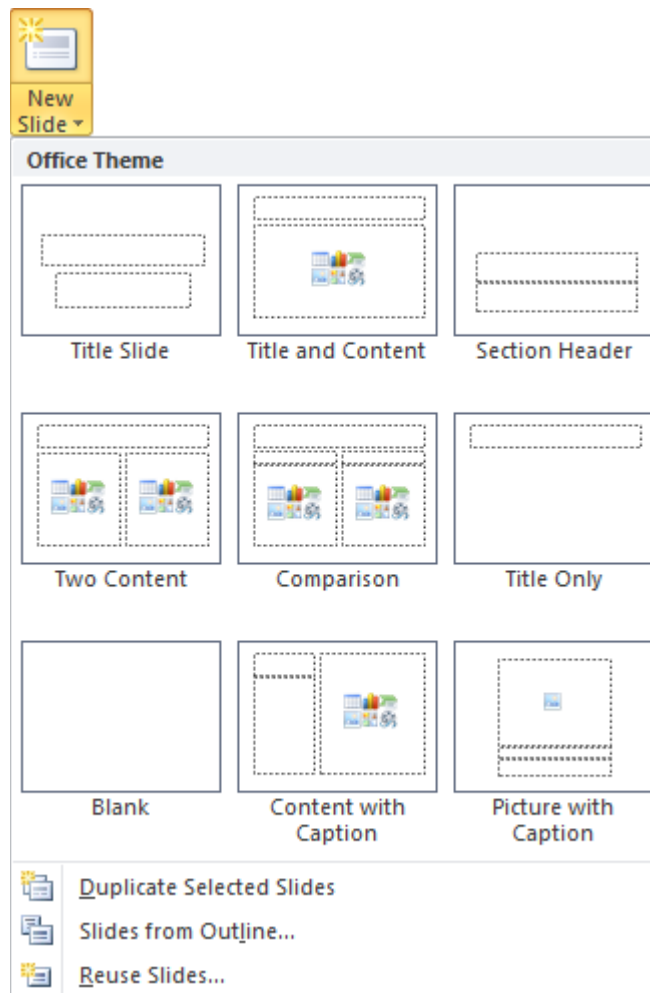 New
Slide
Office Theme
Title Slide
Title and Content
Section Header
Two Content
Comparison
Title Only
Blank
Content with
Caption
Picture with
Caption
Duplicate Selected Slides
Slides from Outline...
Reuse Slides...